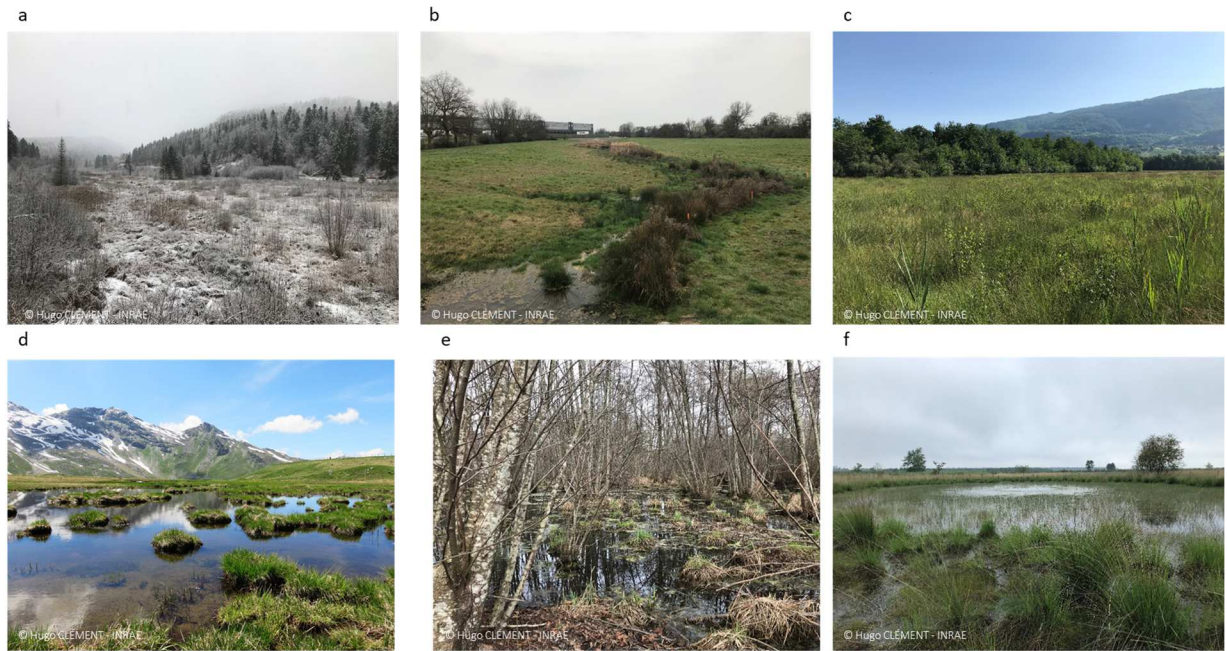 a
b
c
© Hugo CLÉMENT - INRAE
© Hugo CLÉMENT - INRAE
© Hugo CLÉMENT - INRAE
d
e
f
© Hugo CLÉMENT - INRAE
© Hugo CLÉMENT - INRAE
© Hugo CLÉMENT - INRAE